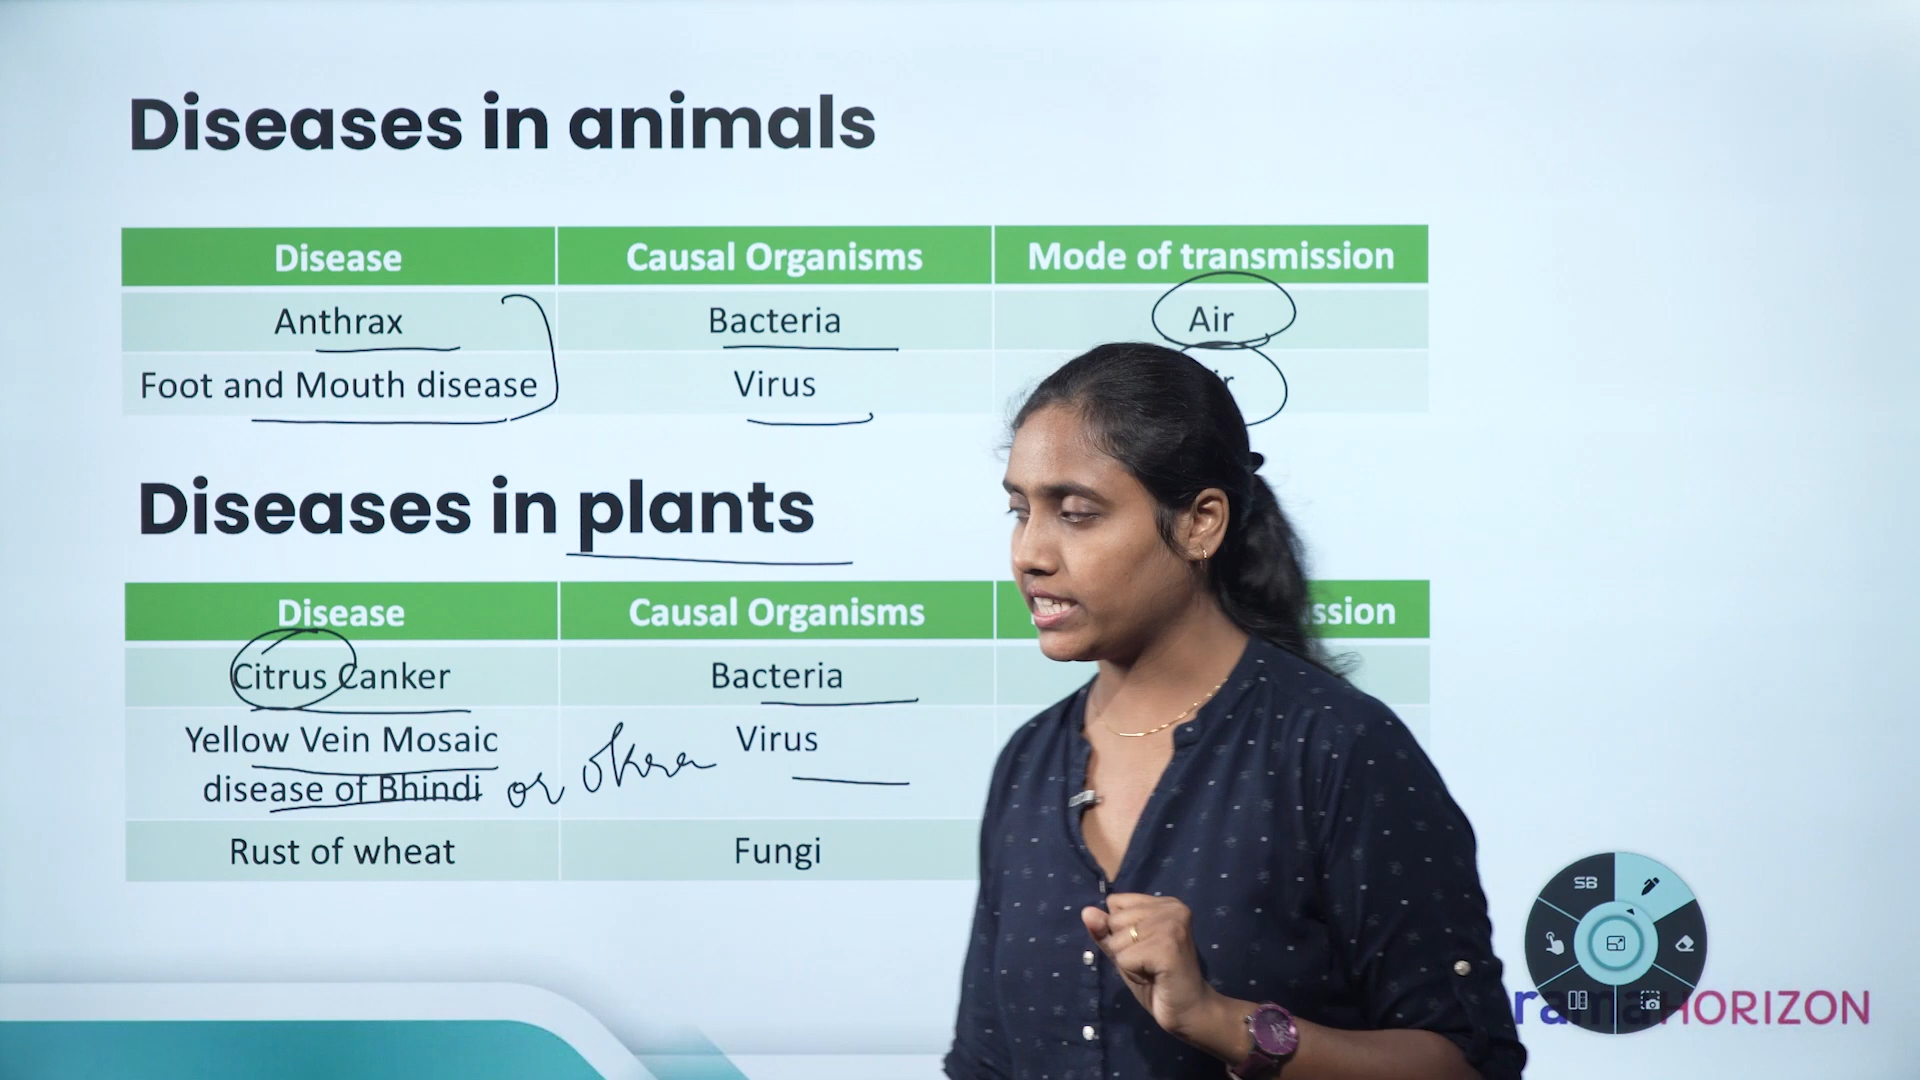 Diseases in animals
Disease Causal Organisms Mode of transmission
Anthrax Bacteria Air
Foot and Mouth disease Virus
Diseases in plants
Disease Causal Organisms
Citrus Canker Bacteria
Yellow Vein Mosaic
disease of Bhindi or okra Virus
Rust of wheat Fungi
SB
HORIZON